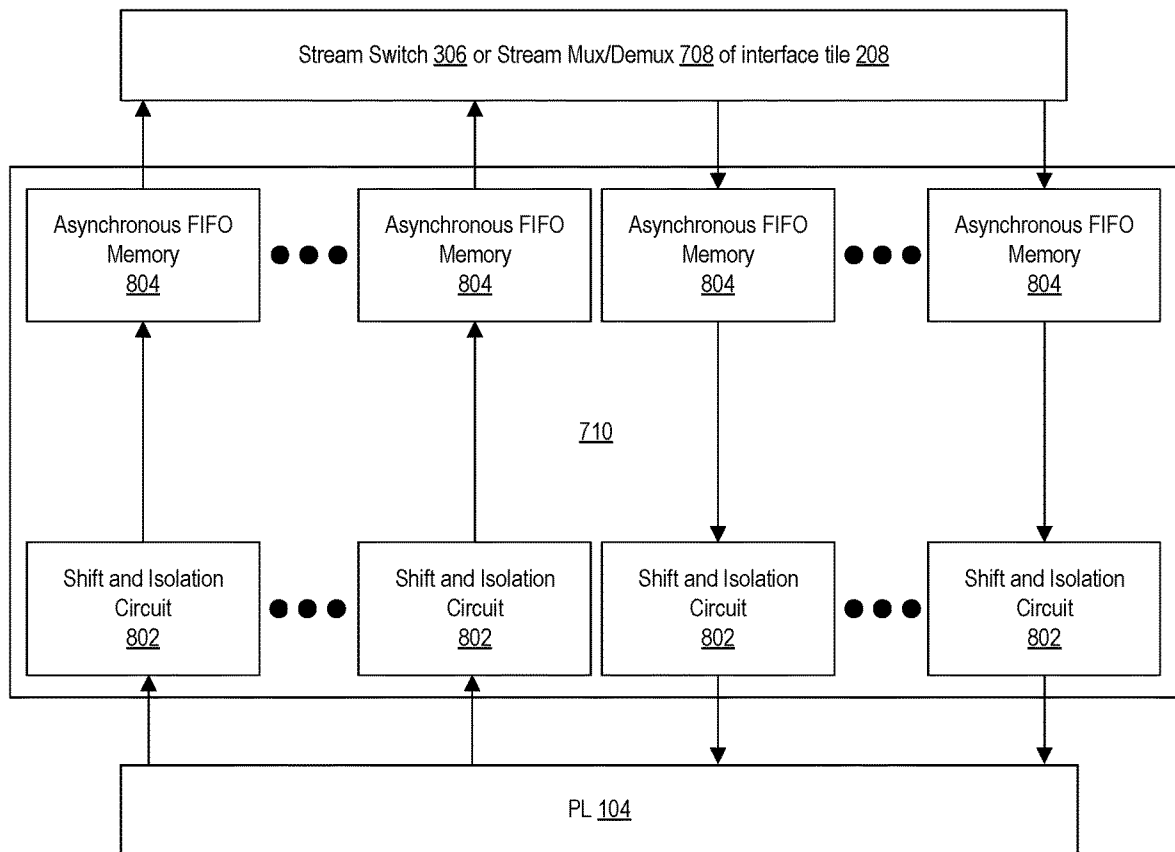 Stream Switch 306 or Stream Mux/Demux 708 of interface tile 208
Asynchronous FIFO
Memory
804
Asynchronous FIFO
Memory
804
Asynchronous FIFO
Memory
804
Asynchronous FIFO
Memory
804
710
Shift and Isolation
Circuit
802
Shift and Isolation
Circuit
802
Shift and Isolation
Circuit
802
Shift and Isolation
Circuit
802
PL 104